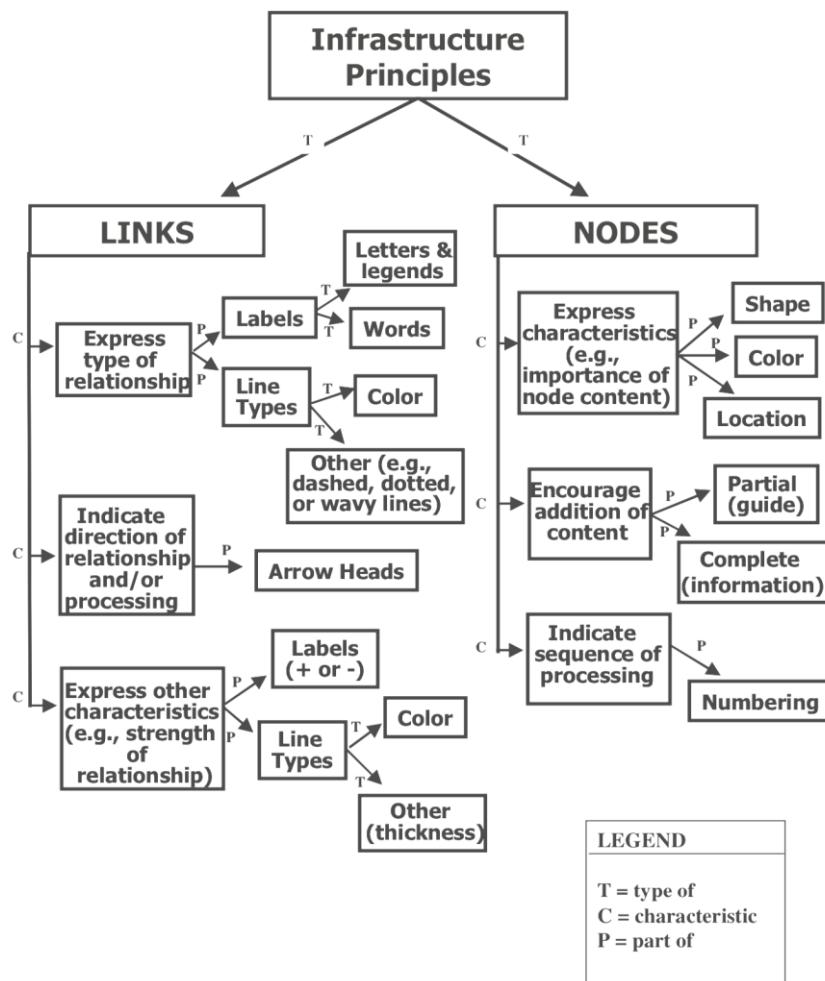 Infrastructure
Principles
T
T
LINKS
NODES
C
Express
type of
relationship
P
P
Labels
T
T
Letters &
legends
Words
Line
Types
T
T
Color
Other (e.g.,
dashed, dotted,
or wavy lines)
C
Indicate
direction of
relationship
and/or
processing
P
Arrow Heads
C
Express other
characteristics
(e.g., strength
of
relationship)
P
P
Labels
(+ or -)
Line
Types
T
T
Color
Other
(thickness)
C
Express
characteristics
(e.g.,
importance of
node content)
P
P
P
Shape
Color
Location
C
Encourage
addition of
content
P
P
Partial
(guide)
Complete
(information)
C
Indicate
sequence of
processing
P
Numbering
LEGEND
T = type of
C = characteristic
P = part of